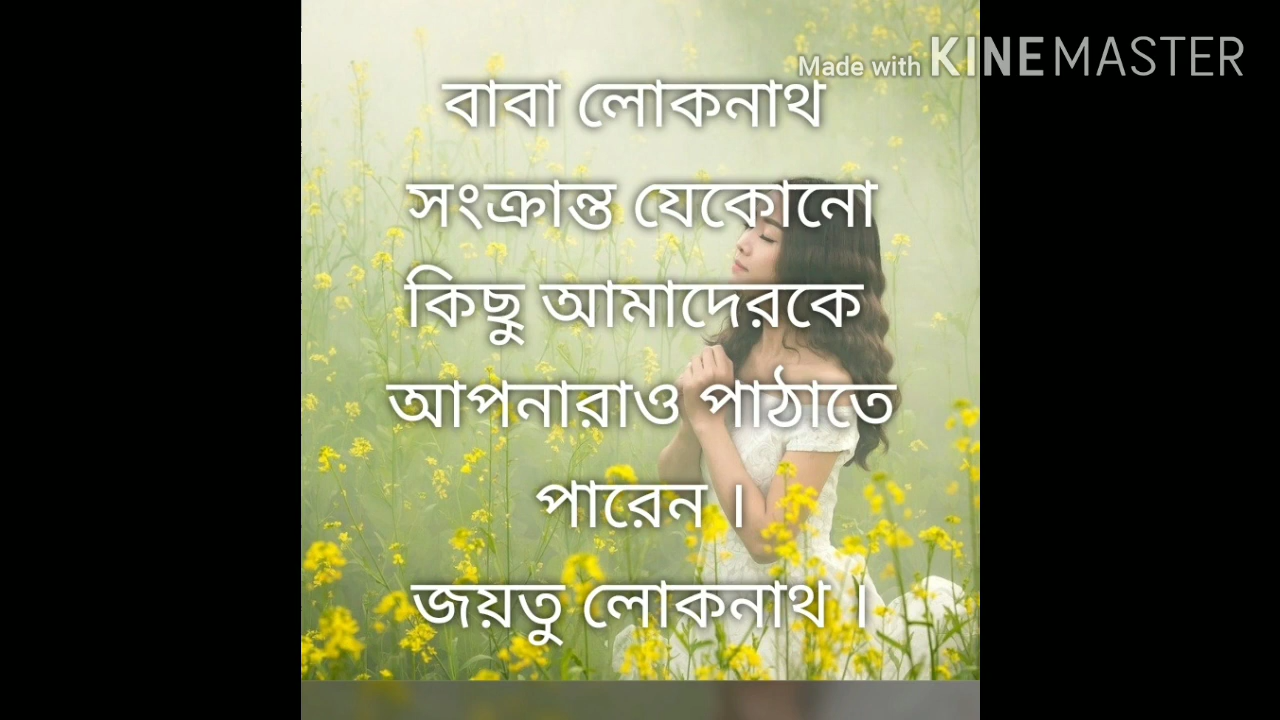 Made with KINEMASTER
বাবা লোকনাথ
সংক্রান্ত যেকোনো
কিছু আমাদেরকে
আপনারাও পাঠাতে
পারেন ।
জয়তু লোকনাথ ।